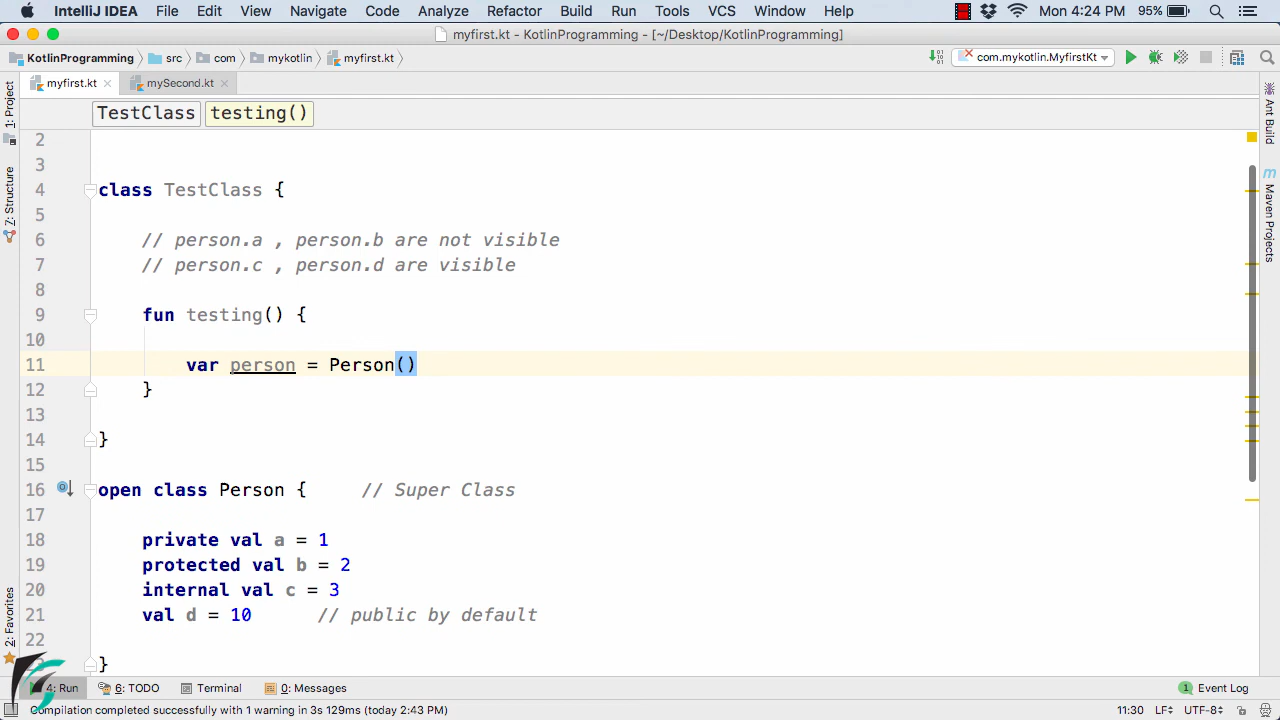 IntelliJ IDEA File Edit View Navigate Code Analyze Refactor Build Run Tools VCS Window Help Mon 4:24 PM 95%
myfirst.kt - KotlinProgramming - [~/Desktop/KotlinProgramming]
KotlinProgramming src com mykotlin myfirst.kt com.mykotlin.MyfirstKt
myfirst.kt mySecond.kt
TestClass testing()
1: Project
7: Structure
2: Favorites
Ant Build
m Maven Projects
2
3
4 class TestClass {
5
6 // person.a , person.b are not visible
7 // person.c , person.d are visible
8
9 fun testing() {
10
11 var person = Person()
12 }
13
14 }
15
16 open class Person { // Super Class
17
18 private val a = 1
19 protected val b = 2
20 internal val c = 3
21 val d = 10 // public by default
22
}
4: Run 6: TODO Terminal 0: Messages 1 Event Log
Compilation completed successfully with 1 warning in 3s 129ms (today 2:43 PM) 11:30 LF UTF-8